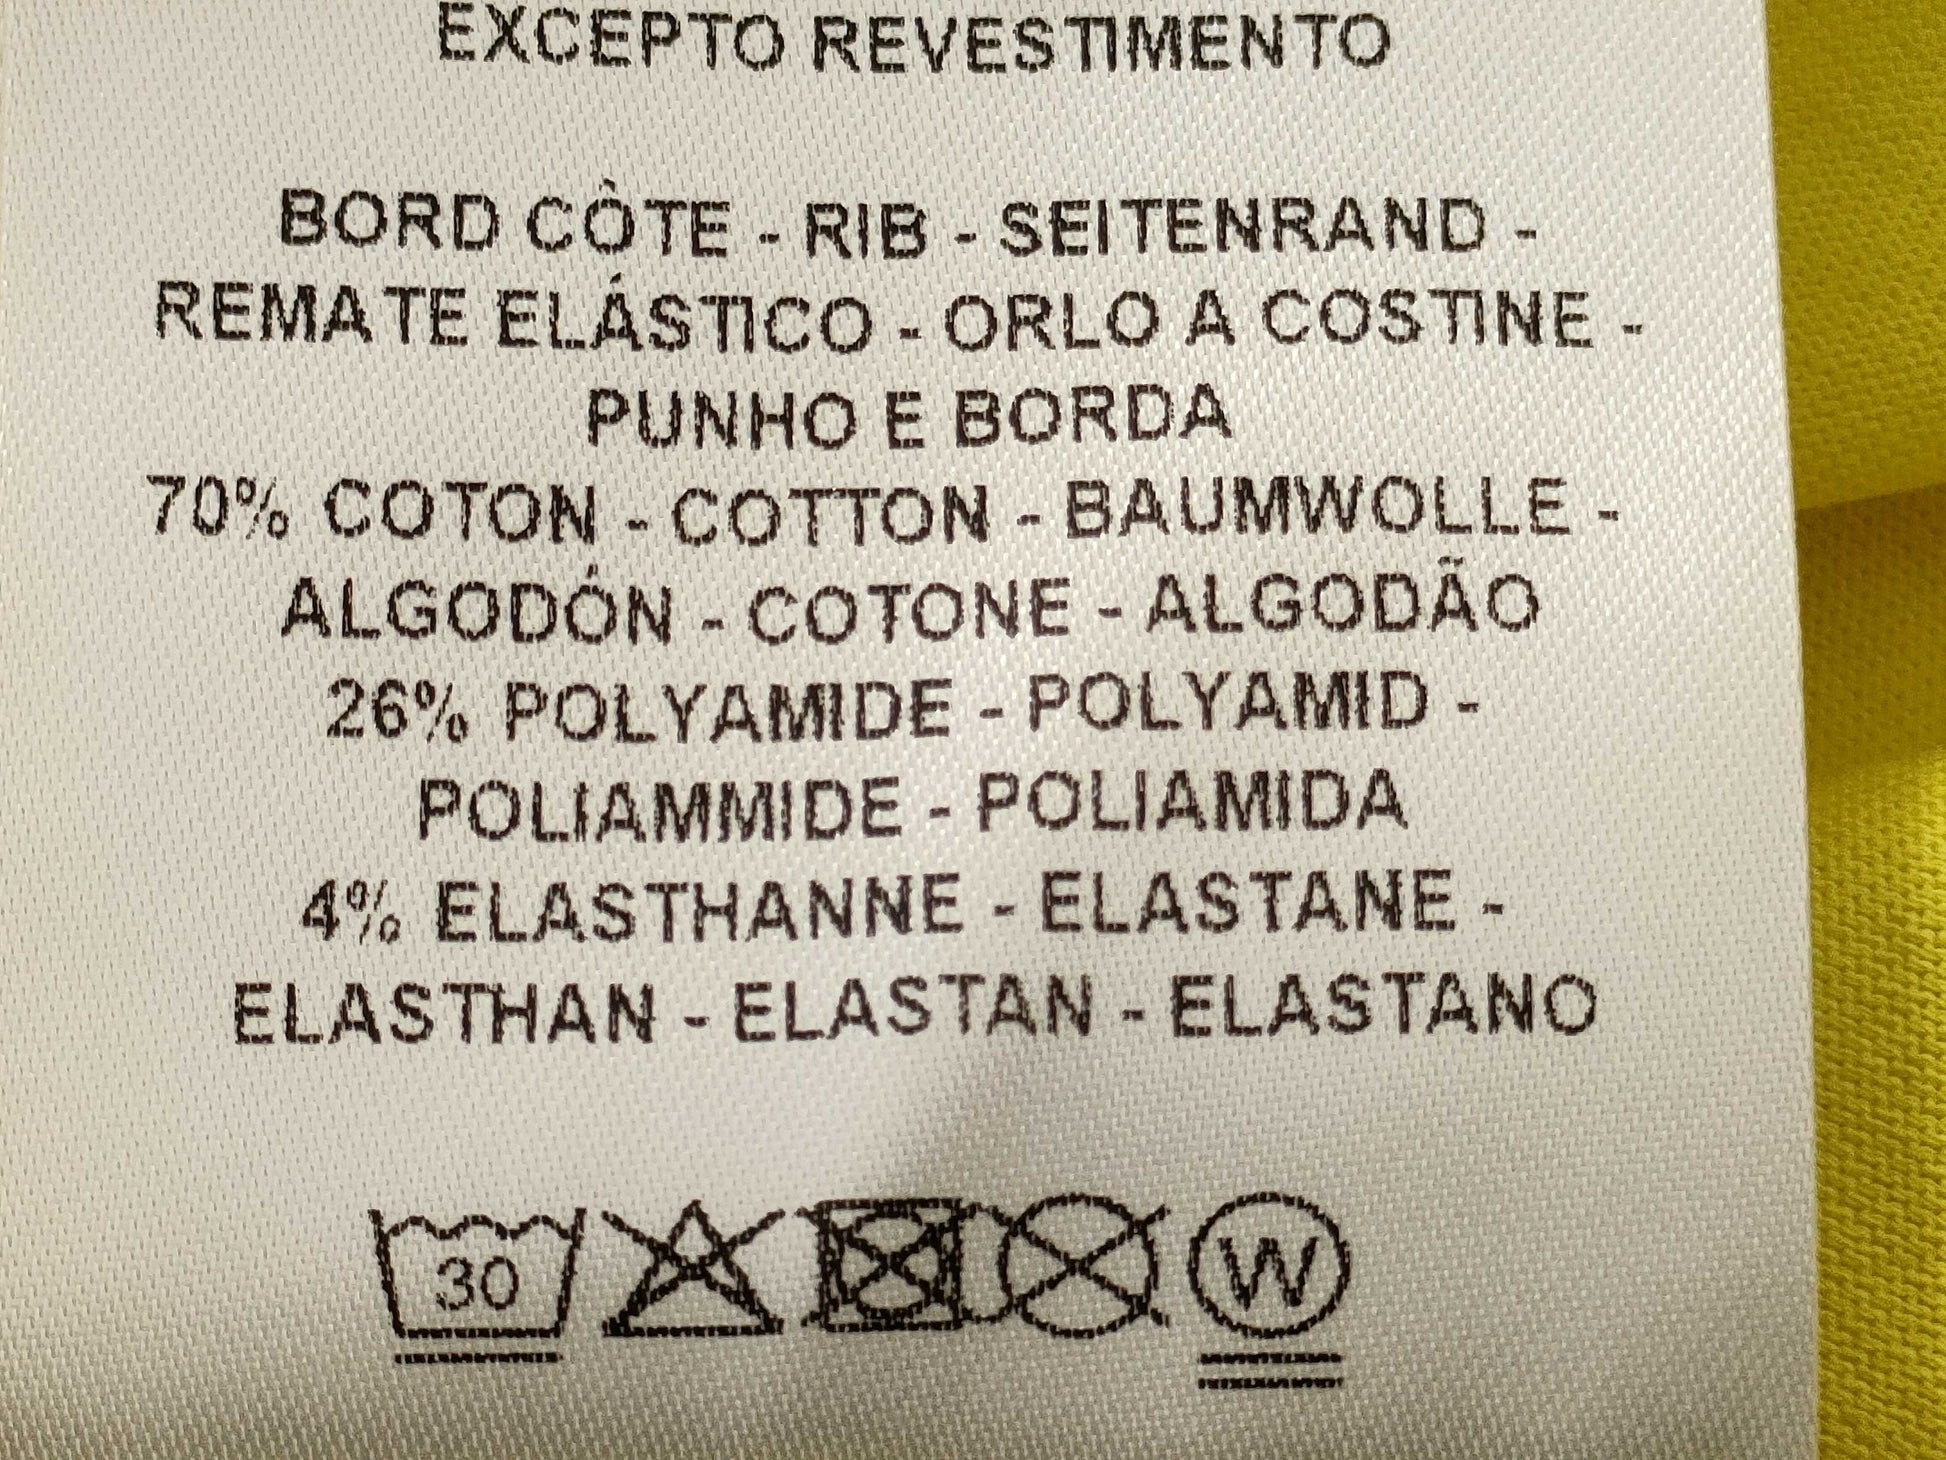 EXCEPTO REVESTIMENTO
BORD CÔTE - RIB - SEITENRAND -
REMATE ELÁSTICO - ORLO A COSTINE -
PUNHO E BORDA
70% COTON - COTTON - BAUMWOLLE -
ALGODÓN - COTONE - ALGODÃO
26% POLYAMIDE - POLYAMID -
POLIAMMIDE - POLIAMIDA
4% ELASTHANNE - ELASTANE -
ELASTHAN - ELASTAN - ELASTANO
30 W